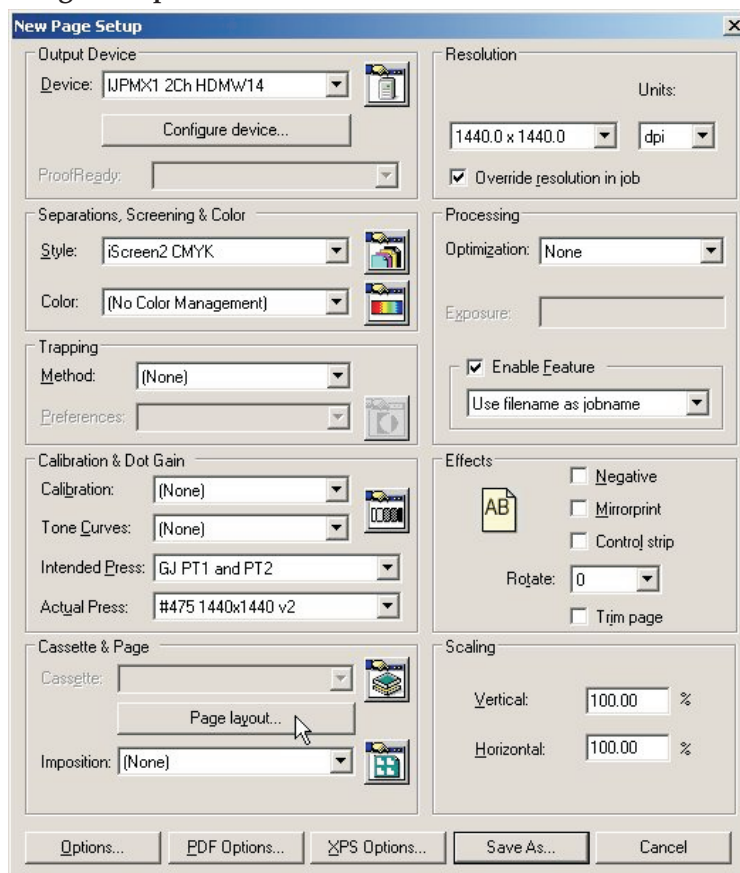 New Page Setup
Output Device
Device: IJPMX1 2Ch HDMW14
Configure device...
ProofReady:
Separations, Screening & Color
Style: iScreen2 CMYK
Color: (No Color Management)
Trapping
Method: (None)
Preferences:
Calibration & Dot Gain
Calibration: (None)
Tone Curves: (None)
Intended Press: GJ PT1 and PT2
Actual Press: #475 1440x1440 v2
Cassette & Page
Cassette:
Page layout...
Imposition: (None)
Resolution
Units:
1440.0 x 1440.0 dpi
Override resolution in job
Processing
Optimization: None
Exposure:
Enable Feature
Use filename as jobname
Effects
AB
Negative
Mirrorprint
Control strip
Rotate: 0
Trim page
Scaling
Vertical: 100.00 %
Horizontal: 100.00 %
Options... PDF Options... XPS Options... Save As... Cancel